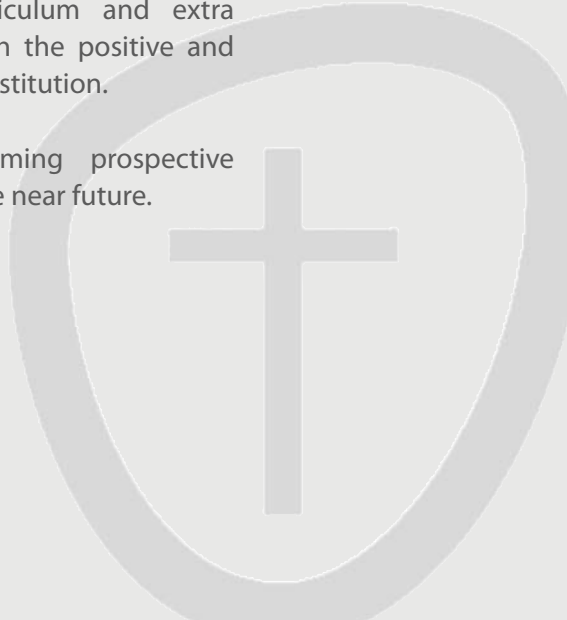 iculum and extra
n the positive and
stitution.
ming prospective
e near future.